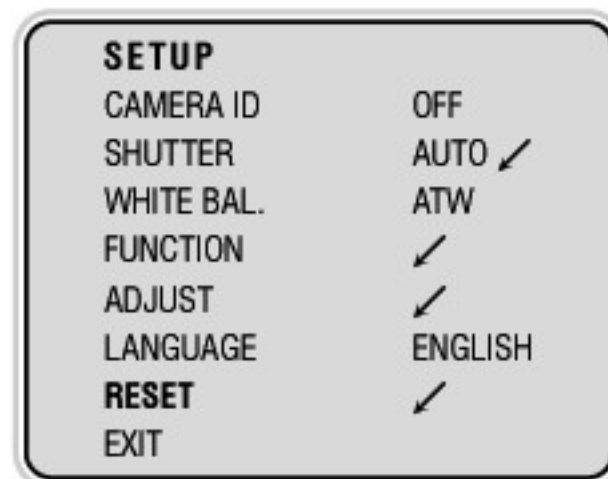 SETUP
CAMERA ID OFF
SHUTTER AUTO ↙
WHITE BAL. ATW
FUNCTION ↙
ADJUST ↙
LANGUAGE ENGLISH
RESET ↙
EXIT